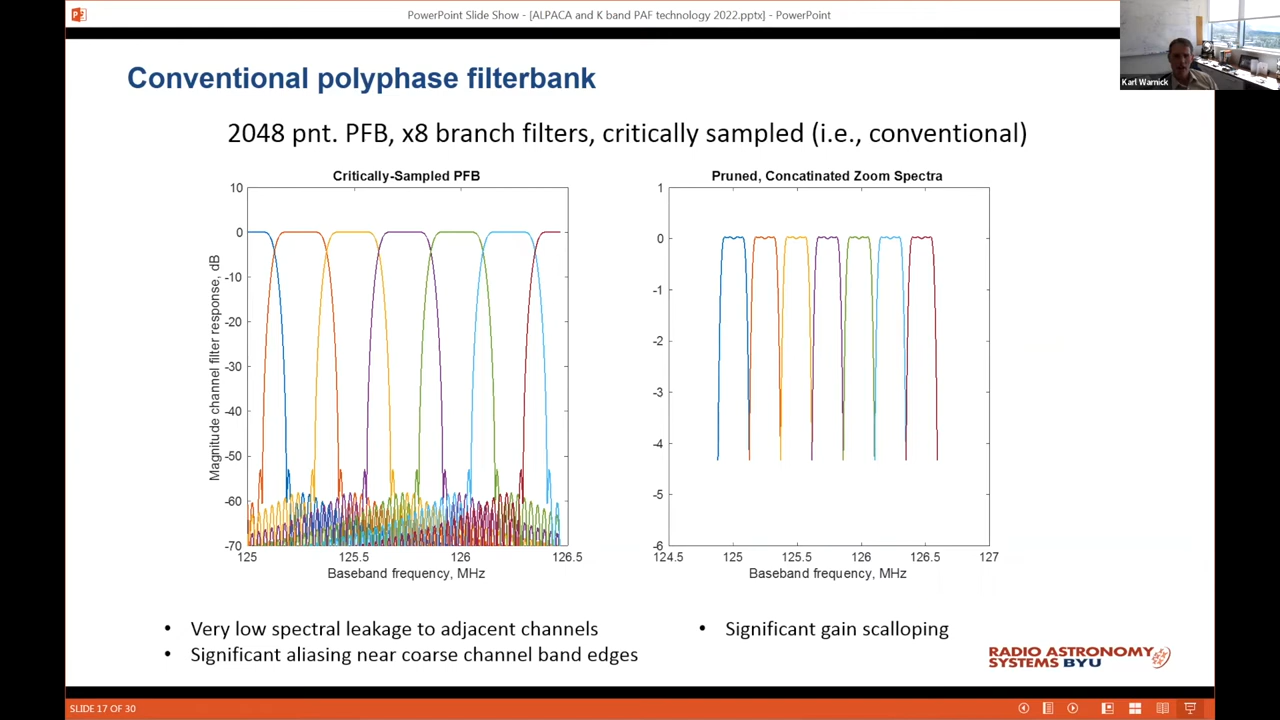 PowerPoint Slide Show - [ALPACA and K band PAF technology 2022.pptx] - PowerPoint
Karl Warnick
Conventional polyphase filterbank
2048 pnt. PFB, x8 branch filters, critically sampled (i.e., conventional)
Critically-Sampled PFB
Magnitude channel filter response, dB
10
0
-10
-20
-30
-40
-50
-60
-70
125
125.5
126
126.5
Baseband frequency, MHz
Pruned, Concatinated Zoom Spectra
1
0
-1
-2
-3
-4
-5
-6
124.5
125
125.5
126
126.5
127
Baseband frequency, MHz
• Very low spectral leakage to adjacent channels
• Significant aliasing near coarse channel band edges
• Significant gain scalloping
RADIO ASTRONOMY
SYSTEMS BYU
SLIDE 17 OF 30